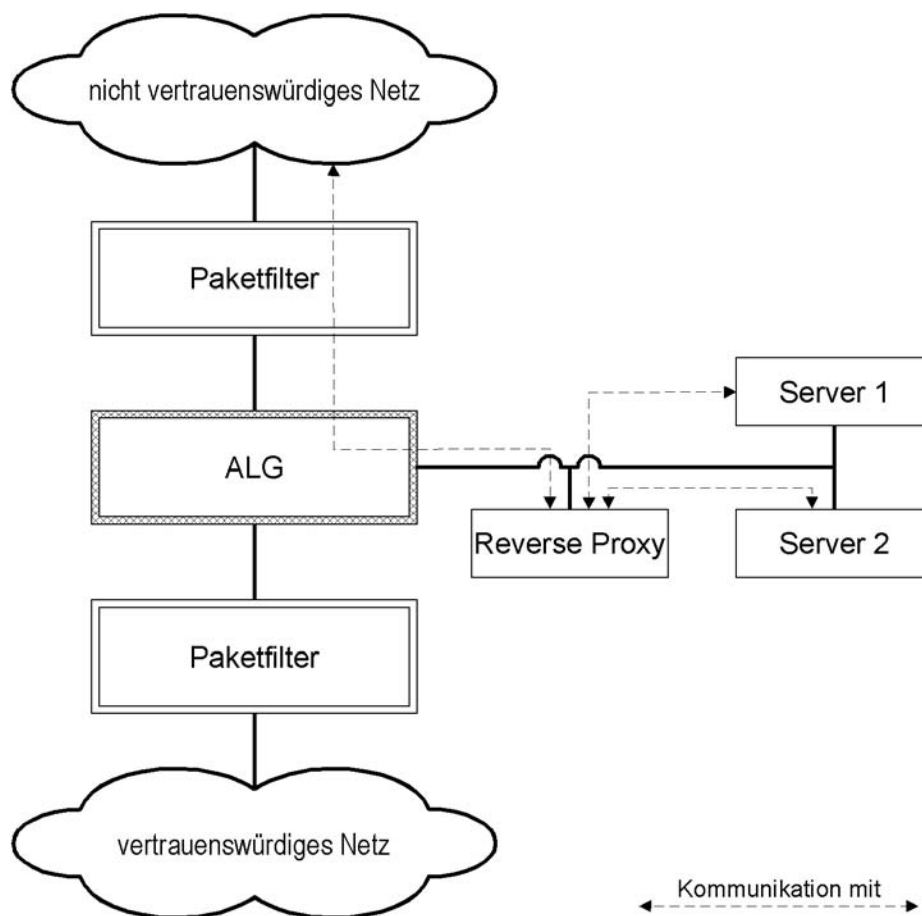 nicht vertrauenswürdiges Netz
Paketfilter
Server 1
ALG
Reverse Proxy
Server 2
Paketfilter
vertrauenswürdiges Netz
Kommunikation mit